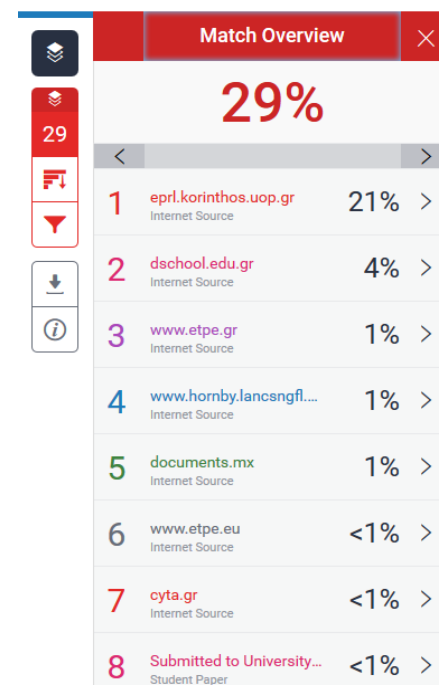 Match Overview
29%
29
1 eprl.korinthos.uop.gr 21%
Internet Source
2 dschool.edu.gr 4%
Internet Source
3 www.etpe.gr 1%
Internet Source
4 www.hornby.lancsngfl.... 1%
Internet Source
5 documents.mx 1%
Internet Source
6 www.etpe.eu <1%
Internet Source
7 cyta.gr <1%
Internet Source
8 Submitted to University... <1%
Student Paper